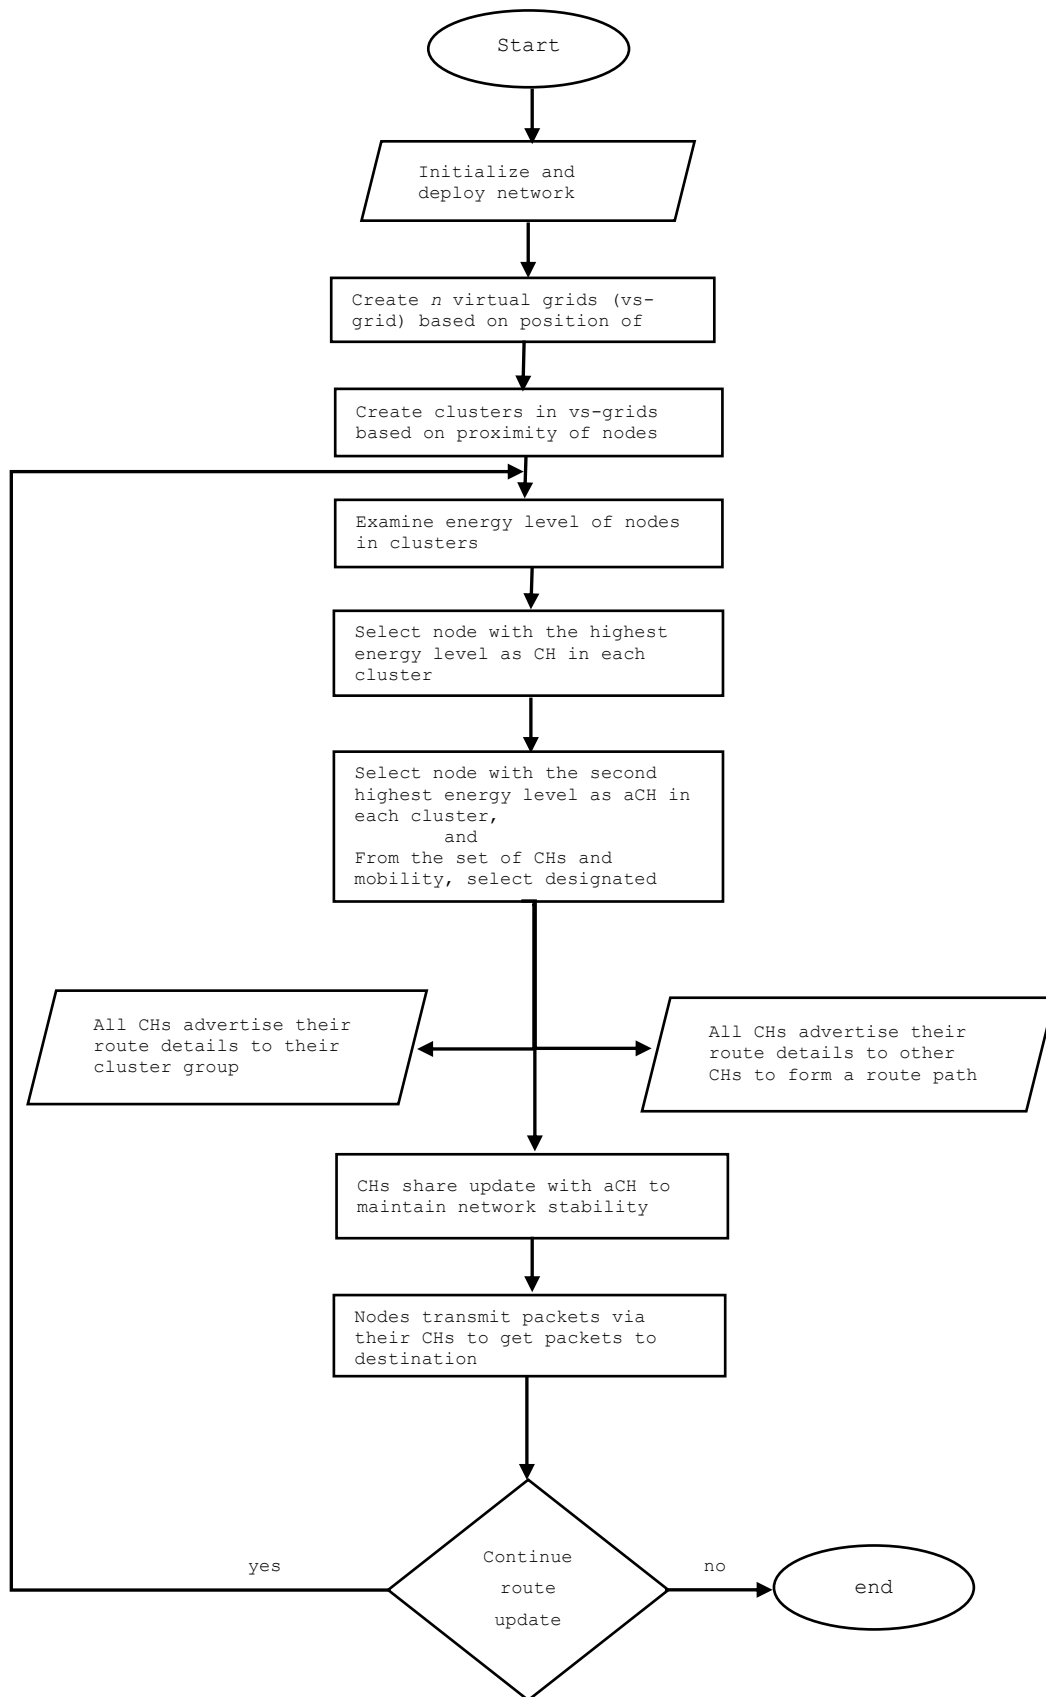 Start
Initialize and
deploy network
Create n virtual grids (vs-
grid) based on position of
Create clusters in vs-grids
based on proximity of nodes
Examine energy level of nodes
in clusters
Select node with the highest
energy level as CH in each
cluster
Select node with the second
highest energy level as aCH in
each cluster,
and
From the set of CHs and
mobility, select designated
All CHs advertise their
route details to their
cluster group
All CHs advertise their
route details to other
CHs to form a route path
CHs share update with aCH to
maintain network stability
Nodes transmit packets via
their CHs to get packets to
destination
Continue
route
update
yes
no
end